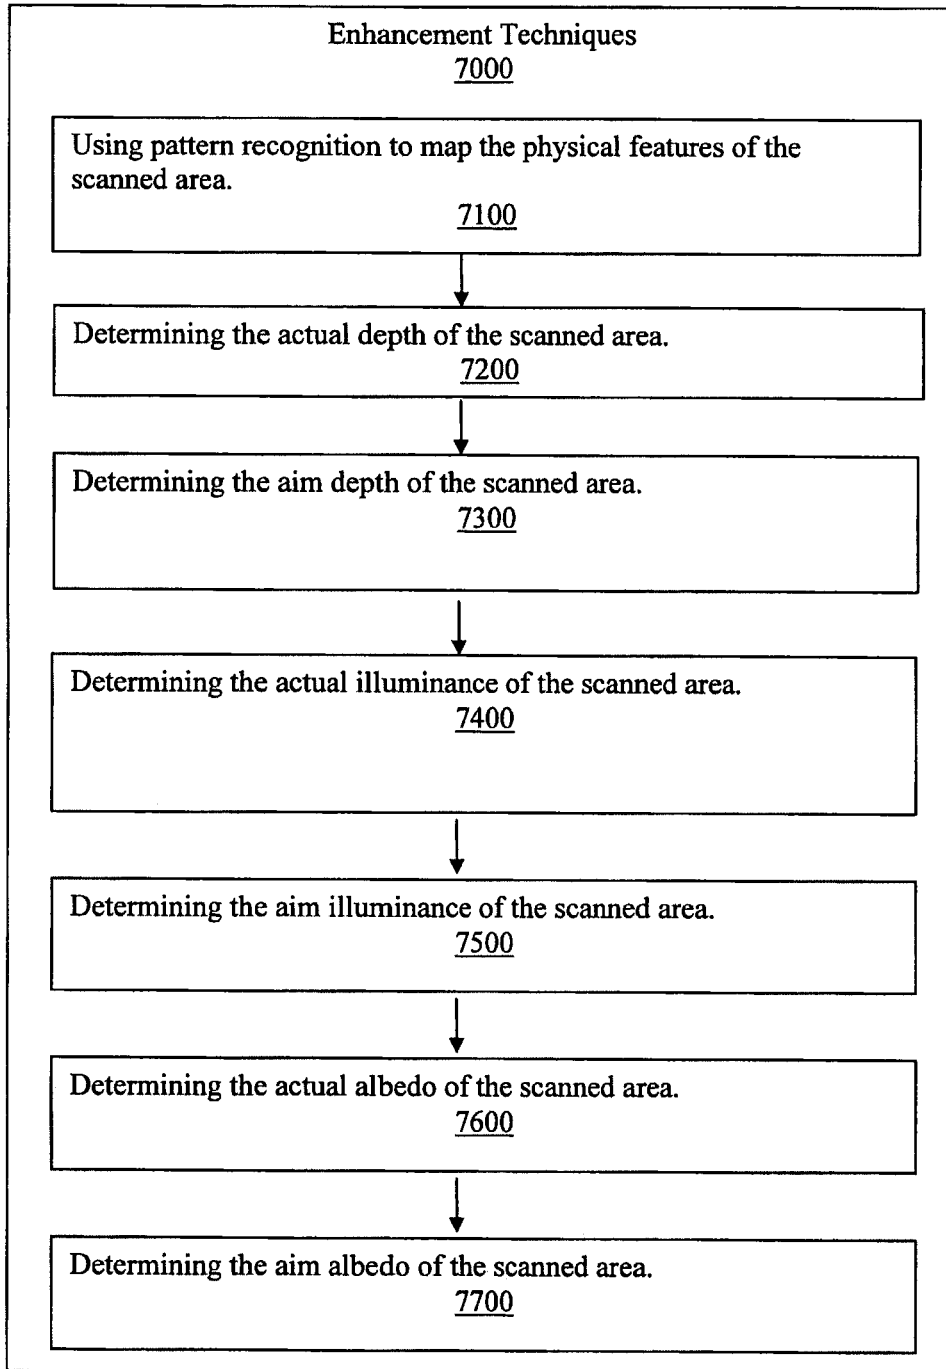 Enhancement Techniques
7000
Using pattern recognition to map the physical features of the
scanned area.
7100
Determining the actual depth of the scanned area.
7200
Determining the aim depth of the scanned area.
7300
Determining the actual illuminance of the scanned area.
7400
Determining the aim illuminance of the scanned area.
7500
Determining the actual albedo of the scanned area.
7600
Determining the aim albedo of the scanned area.
7700